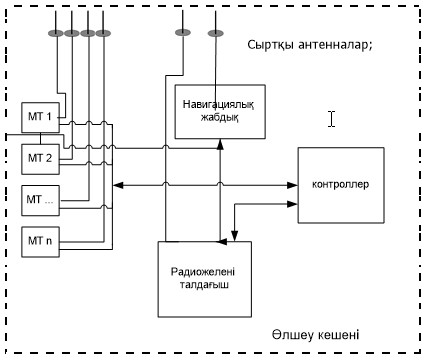 Сыртқы антенналар;
Навигациялық
жабдық
МТ 1
МТ 2
МТ ...
МТ n
контроллер
Радиожелені
талдағыш
Өлшеу кешені